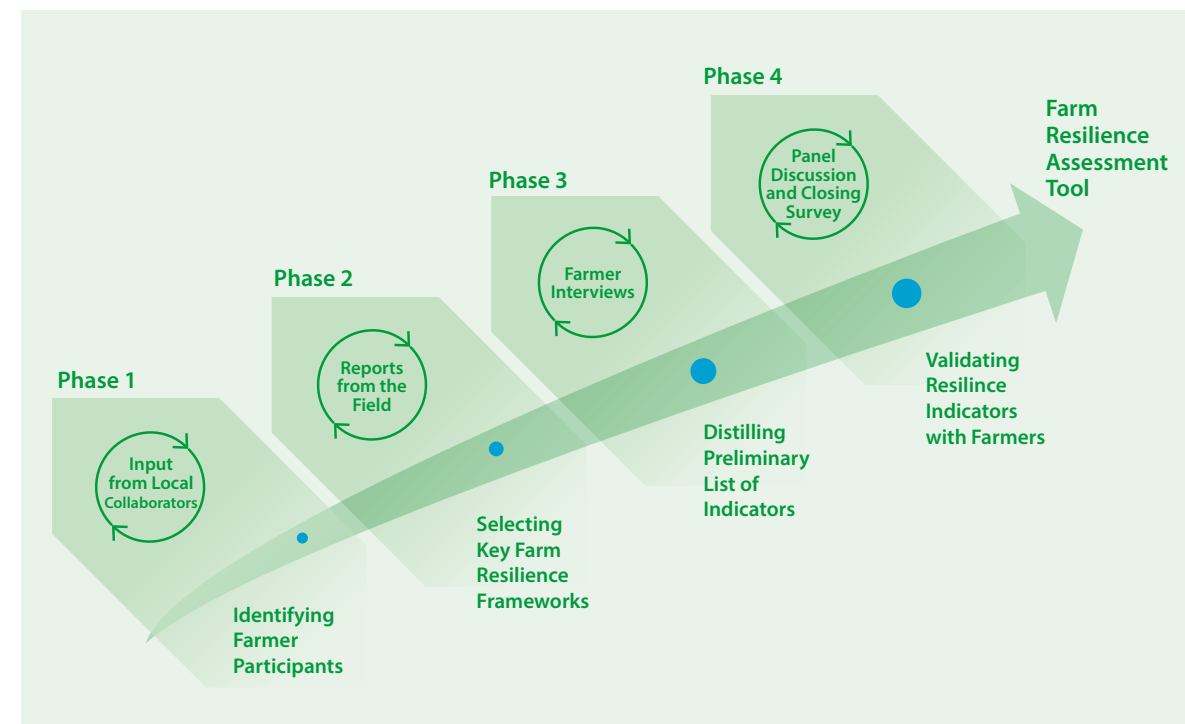 Phase 1
Input
from Local
Collaborators
Identifying
Farmer
Participants
Phase 2
Reports
from the
Field
Selecting
Key Farm
Resilience
Frameworks
Phase 3
Farmer
Interviews
Distilling
Preliminary
List of
Indicators
Phase 4
Panel
Discussion
and Closing
Survey
Validating
Resilince
Indicators
with Farmers
Farm
Resilience
Assessment
Tool